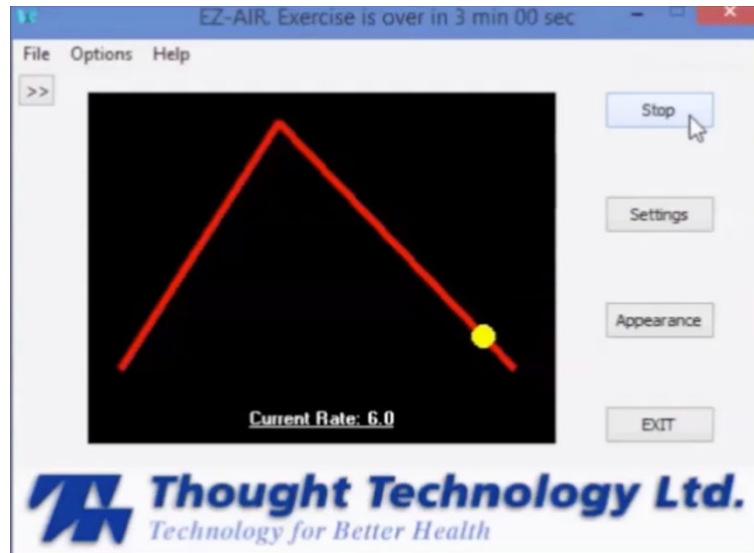 EZ-AIR. Exercise is over in 3 min 00 sec
File Options Help
>>
Stop
Settings
Appearance
Current Rate: 6.0
EXIT
Thought Technology Ltd.
Technology for Better Health